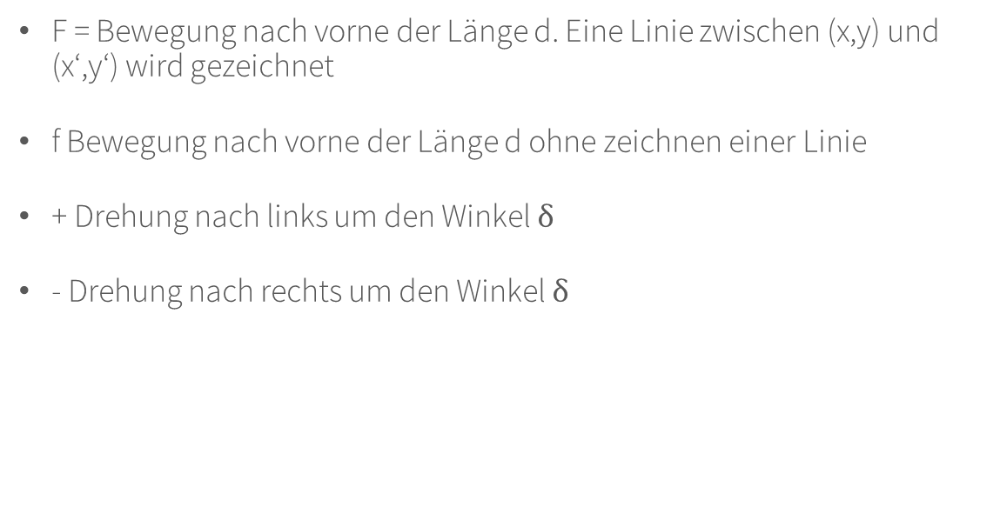 • F = Bewegung nach vorne der Länge d. Eine Linie zwischen (x,y) und
(x‘,y‘) wird gezeichnet
• f Bewegung nach vorne der Länge d ohne zeichnen einer Linie
• + Drehung nach links um den Winkel δ
• - Drehung nach rechts um den Winkel δ